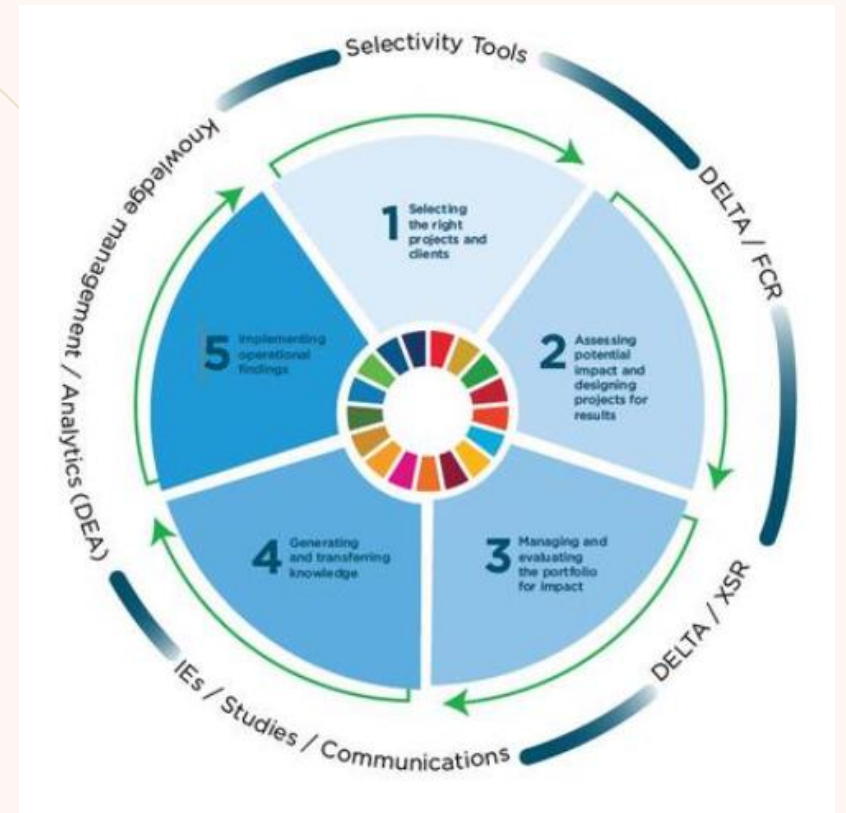 Selectivity Tools
DELTA / FCR
DELTA / XSR
IEs / Studies / Communications
Knowledge management / Analytics (DEA)
1 Selecting
the right
projects and
clients
2 Assessing
potential
impact and
designing
projects for
results
3 Managing and
evaluating
the portfolio
for impact
4 Generating
and transferring
knowledge
5 Implementing
operational
findings